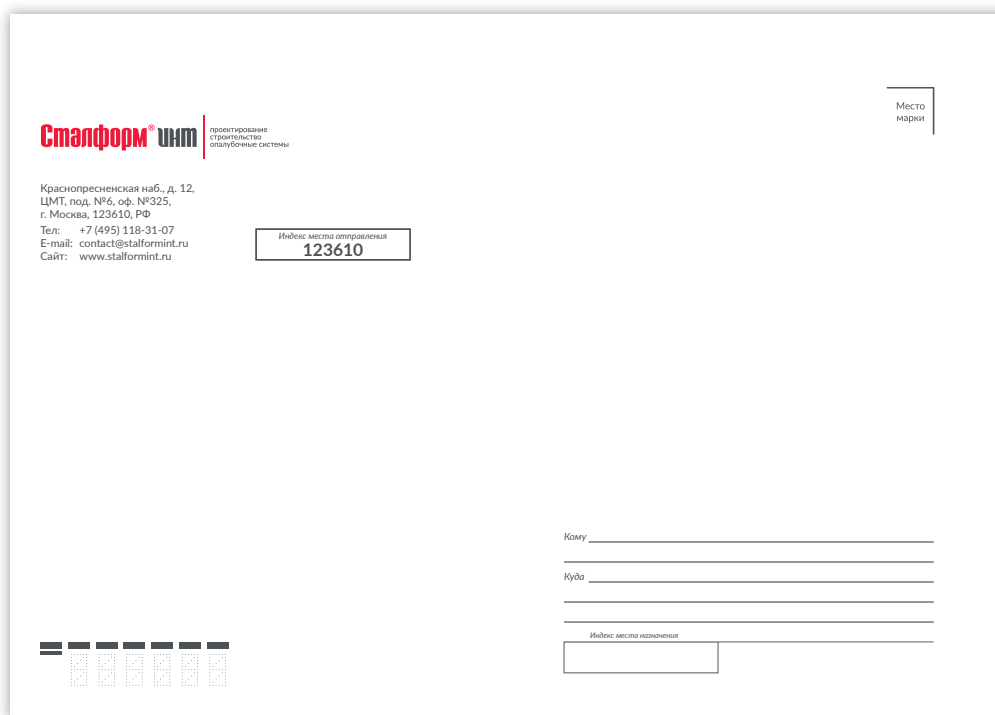 Место
марки
Сталформ® инт
проектирование
строительство
опалубочные системы
Краснопресненская наб., д. 12,
ЦМТ, под. №6, оф. №325,
г. Москва, 123610, РФ
Тел: +7 (495) 118-31-07
E-mail: contact@stalformint.ru
Сайт: www.stalformint.ru
Индекс места отправления
123610
Кому
Куда
Индекс места назначения